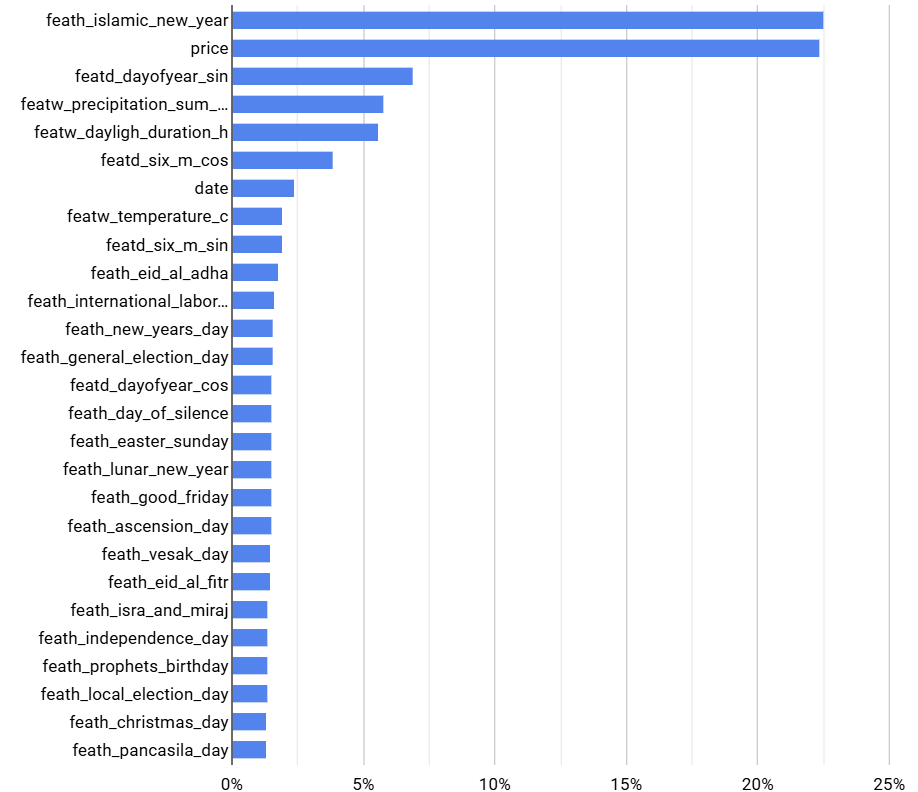 feath_islamic_new_year
price
featd_dayofyear_sin
featw_precipitation_sum_...
featw_dayligh_duration_h
featd_six_m_cos
date
featw_temperature_c
featd_six_m_sin
feath_eid_al_adha
feath_international_labor...
feath_new_years_day
feath_general_election_day
featd_dayofyear_cos
feath_day_of_silence
feath_easter_sunday
feath_lunar_new_year
feath_good_friday
feath_ascension_day
feath_vesak_day
feath_eid_al_fitr
feath_isra_and_miraj
feath_independence_day
feath_prophets_birthday
feath_local_election_day
feath_christmas_day
feath_pancasila_day
0% 5% 10% 15% 20% 25%